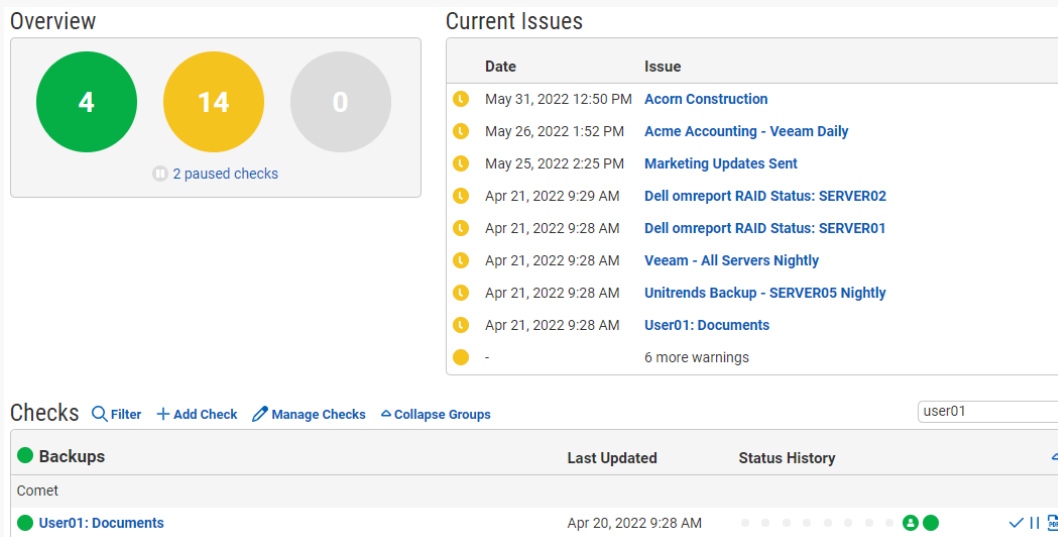 Overview
4
14
0
2 paused checks
Current Issues
Date Issue
May 31, 2022 12:50 PM Acorn Construction
May 26, 2022 1:52 PM Acme Accounting - Veeam Daily
May 25, 2022 2:25 PM Marketing Updates Sent
Apr 21, 2022 9:29 AM Dell omreport RAID Status: SERVER02
Apr 21, 2022 9:28 AM Dell omreport RAID Status: SERVER01
Apr 21, 2022 9:28 AM Veeam - All Servers Nightly
Apr 21, 2022 9:28 AM Unitrends Backup - SERVER05 Nightly
Apr 21, 2022 9:28 AM User01: Documents
- 6 more warnings
Checks Filter Add Check Manage Checks Collapse Groups user01
Backups Last Updated Status History
Comet
User01: Documents Apr 20, 2022 9:28 AM